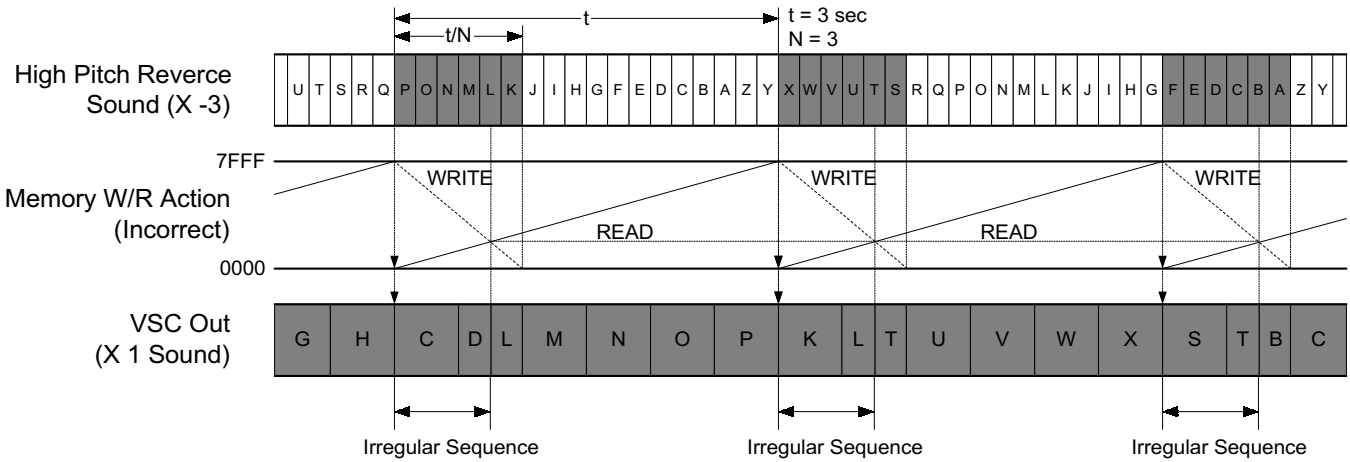 t
t = 3 sec
t/N
N = 3
High Pitch Reverce
Sound (X -3)
U T S R Q P O N M L K J I H G F E D C B A Z Y X W V U T S R Q P O N M L K J I H G F E D C B A Z Y
7FFF
WRITE WRITE WRITE
Memory W/R Action
(Incorrect)
READ READ
0000
VSC Out
(X 1 Sound)
G H C D L M N O P K L T U V W X S T B C
Irregular Sequence Irregular Sequence Irregular Sequence